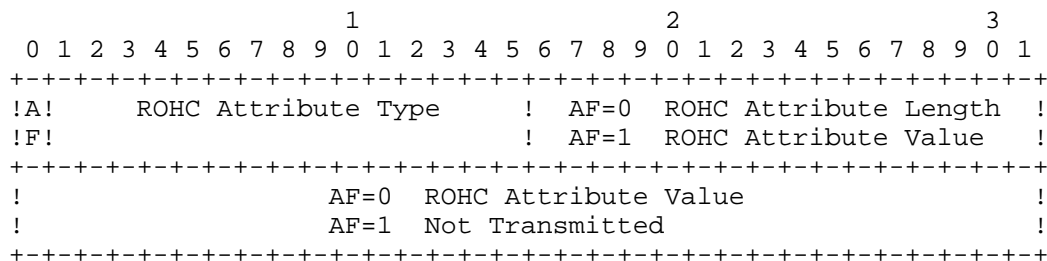 1                   2                   3
 0 1 2 3 4 5 6 7 8 9 0 1 2 3 4 5 6 7 8 9 0 1 2 3 4 5 6 7 8 9 0 1
+-+-+-+-+-+-+-+-+-+-+-+-+-+-+-+-+-+-+-+-+-+-+-+-+-+-+-+-+-+-+-+-+
!A!     ROHC Attribute Type     !  AF=0  ROHC Attribute Length  !
!F!                             !  AF=1  ROHC Attribute Value   !
+-+-+-+-+-+-+-+-+-+-+-+-+-+-+-+-+-+-+-+-+-+-+-+-+-+-+-+-+-+-+-+-+
!                   AF=0  ROHC Attribute Value                  !
!                   AF=1  Not Transmitted                       !
+-+-+-+-+-+-+-+-+-+-+-+-+-+-+-+-+-+-+-+-+-+-+-+-+-+-+-+-+-+-+-+-+